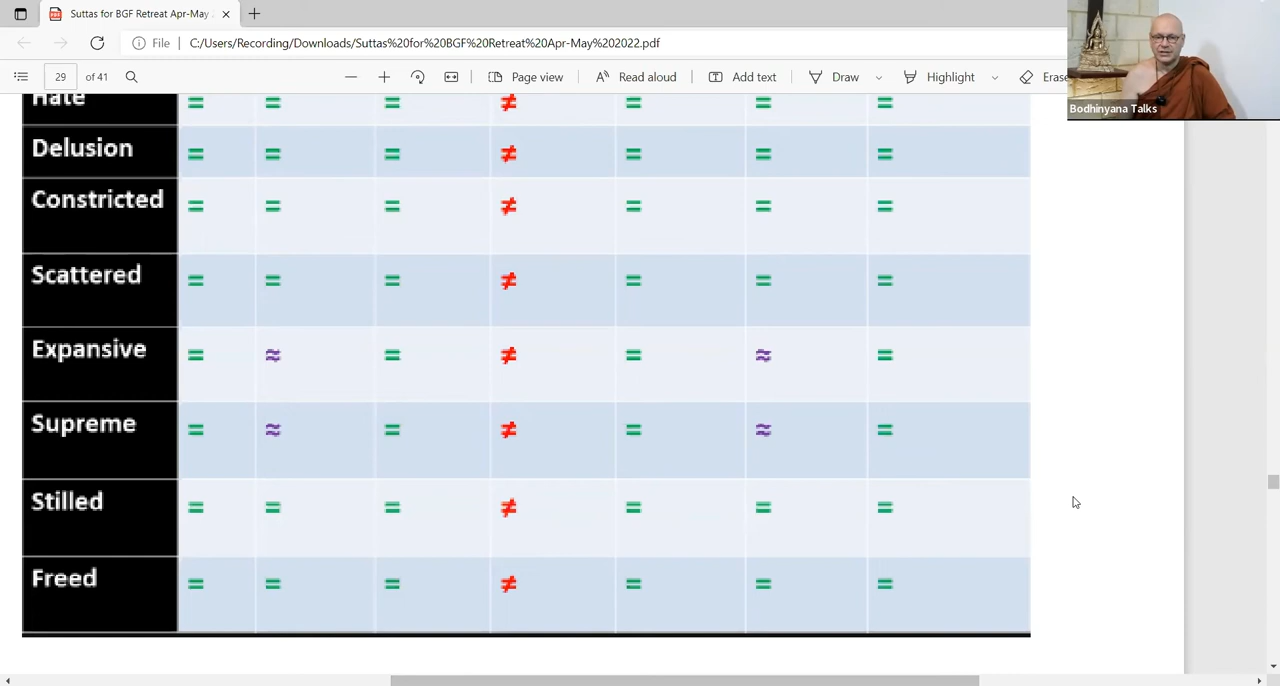 Suttas for BGF Retreat Apr-May
File C:/Users/Recording/Downloads/Suttas%20for%20BGF%20Retreat%20Apr-May%202022.pdf
29 of 41 Page view Read aloud Add text Draw Highlight Erase
Bodhinyana Talks
Hate = = = ≠ = = =
Delusion = = = ≠ = = =
Constricted = = = ≠ = = =
Scattered = = = ≠ = = =
Expansive = ≈ = ≠ = ≈ =
Supreme = ≈ = ≠ = ≈ =
Stilled = = = ≠ = = =
Freed = = = ≠ = = =